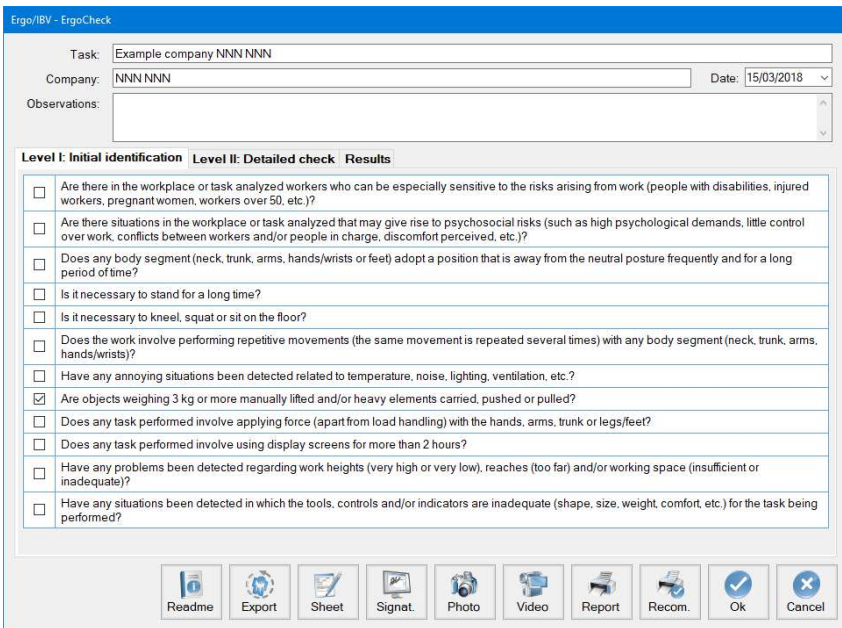 Ergo/IBV - ErgoCheck
Task: Example company NNN NNN
Company: NNN NNN Date: 15/03/2018
Observations:
Level I: Initial identification Level II: Detailed check Results
Are there in the workplace or task analyzed workers who can be especially sensitive to the risks arising from work (people with disabilities, injured
workers, pregnant women, workers over 50, etc.)?
Are there situations in the workplace or task analyzed that may give rise to psychosocial risks (such as high psychological demands, little control
over work, conflicts between workers and/or people in charge, discomfort perceived, etc.)?
Does any body segment (neck, trunk, arms, hands/wrists or feet) adopt a position that is away from the neutral posture frequently and for a long
period of time?
Is it necessary to stand for a long time?
Is it necessary to kneel, squat or sit on the floor?
Does the work involve performing repetitive movements (the same movement is repeated several times) with any body segment (neck, trunk, arms,
hands/wrists)?
Have any annoying situations been detected related to temperature, noise, lighting, ventilation, etc.?
Are objects weighing 3 kg or more manually lifted and/or heavy elements carried, pushed or pulled?
Does any task performed involve applying force (apart from load handling) with the hands, arms, trunk or legs/feet?
Does any task performed involve using display screens for more than 2 hours?
Have any problems been detected regarding work heights (very high or very low), reaches (too far) and/or working space (insufficient or
inadequate)?
Have any situations been detected in which the tools, controls and/or indicators are inadequate (shape, size, weight, comfort, etc.) for the task being
performed?
Readme Export Sheet Signat. Photo Video Report Recom. Ok Cancel